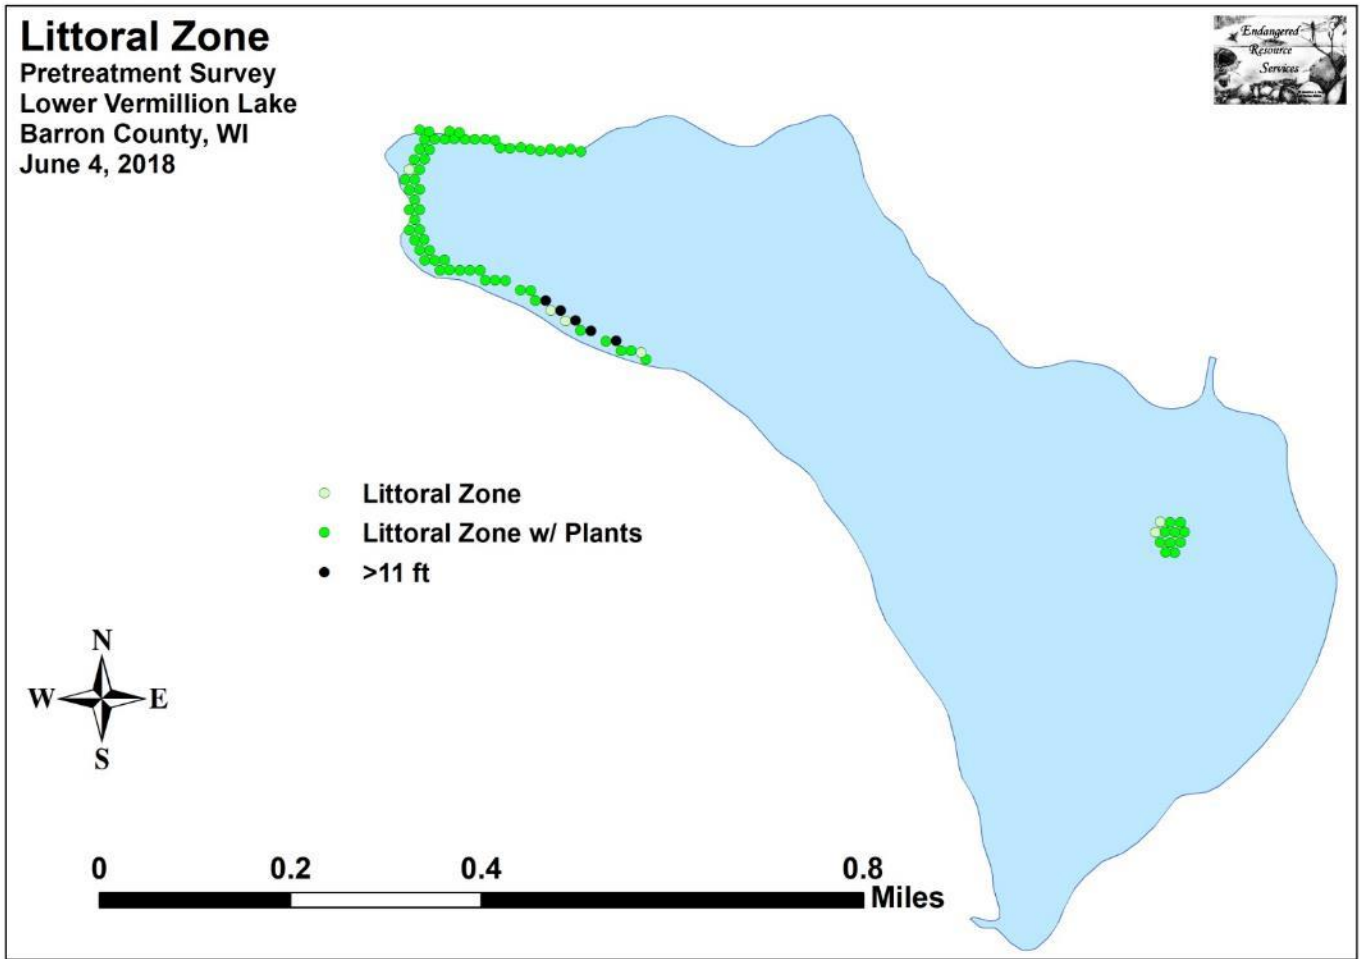 Littoral Zone
Pretreatment Survey
Lower Vermillion Lake
Barron County, WI
June 4, 2018
Endangered
Resource
Services
Littoral Zone
Littoral Zone w/ Plants
>11 ft
N
W E
S
0 0.2 0.4 0.8
Miles